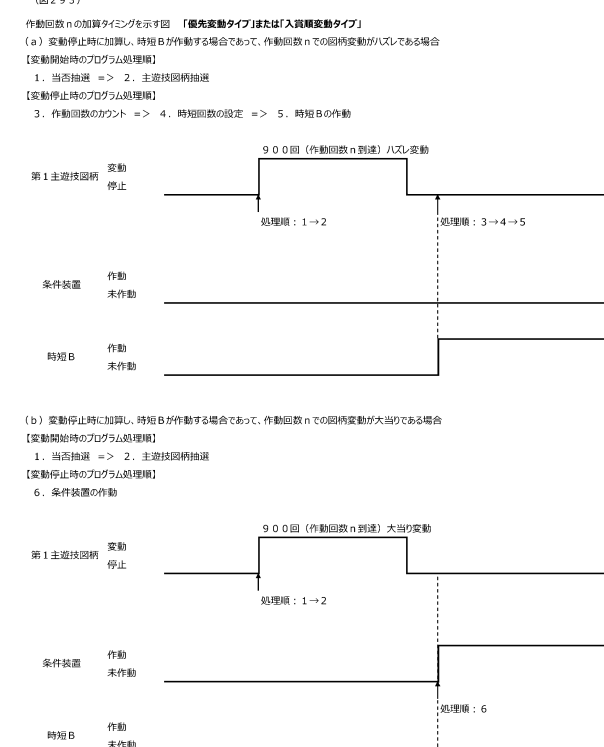 （図２９３）
作動回数ｎの加算タイミングを示す図　「優先変動タイプ」または「入賞順変動タイプ」
（ａ）変動停止時に加算し、時短Ｂが作動する場合であって、作動回数ｎでの図柄変動がハズレである場合
【変動開始時のプログラム処理順】
１．当否抽選　＝＞　２．主遊技図柄抽選
【変動停止時のプログラム処理順】
３．作動回数のカウント　＝＞　４．時短回数の設定　＝＞　５．時短Ｂの作動
９００回（作動回数ｎ到達）ハズレ変動
第１主遊技図柄
変動
停止
処理順：１→２
処理順：３→４→５
条件装置
作動
未作動
時短Ｂ
作動
未作動
（ｂ）変動停止時に加算し、時短Ｂが作動する場合であって、作動回数ｎでの図柄変動が大当りである場合
【変動開始時のプログラム処理順】
１．当否抽選　＝＞　２．主遊技図柄抽選
【変動停止時のプログラム処理順】
６．条件装置の作動
９００回（作動回数ｎ到達）大当り変動
第１主遊技図柄
変動
停止
処理順：１→２
条件装置
作動
未作動
処理順：６
時短Ｂ
作動
未作動